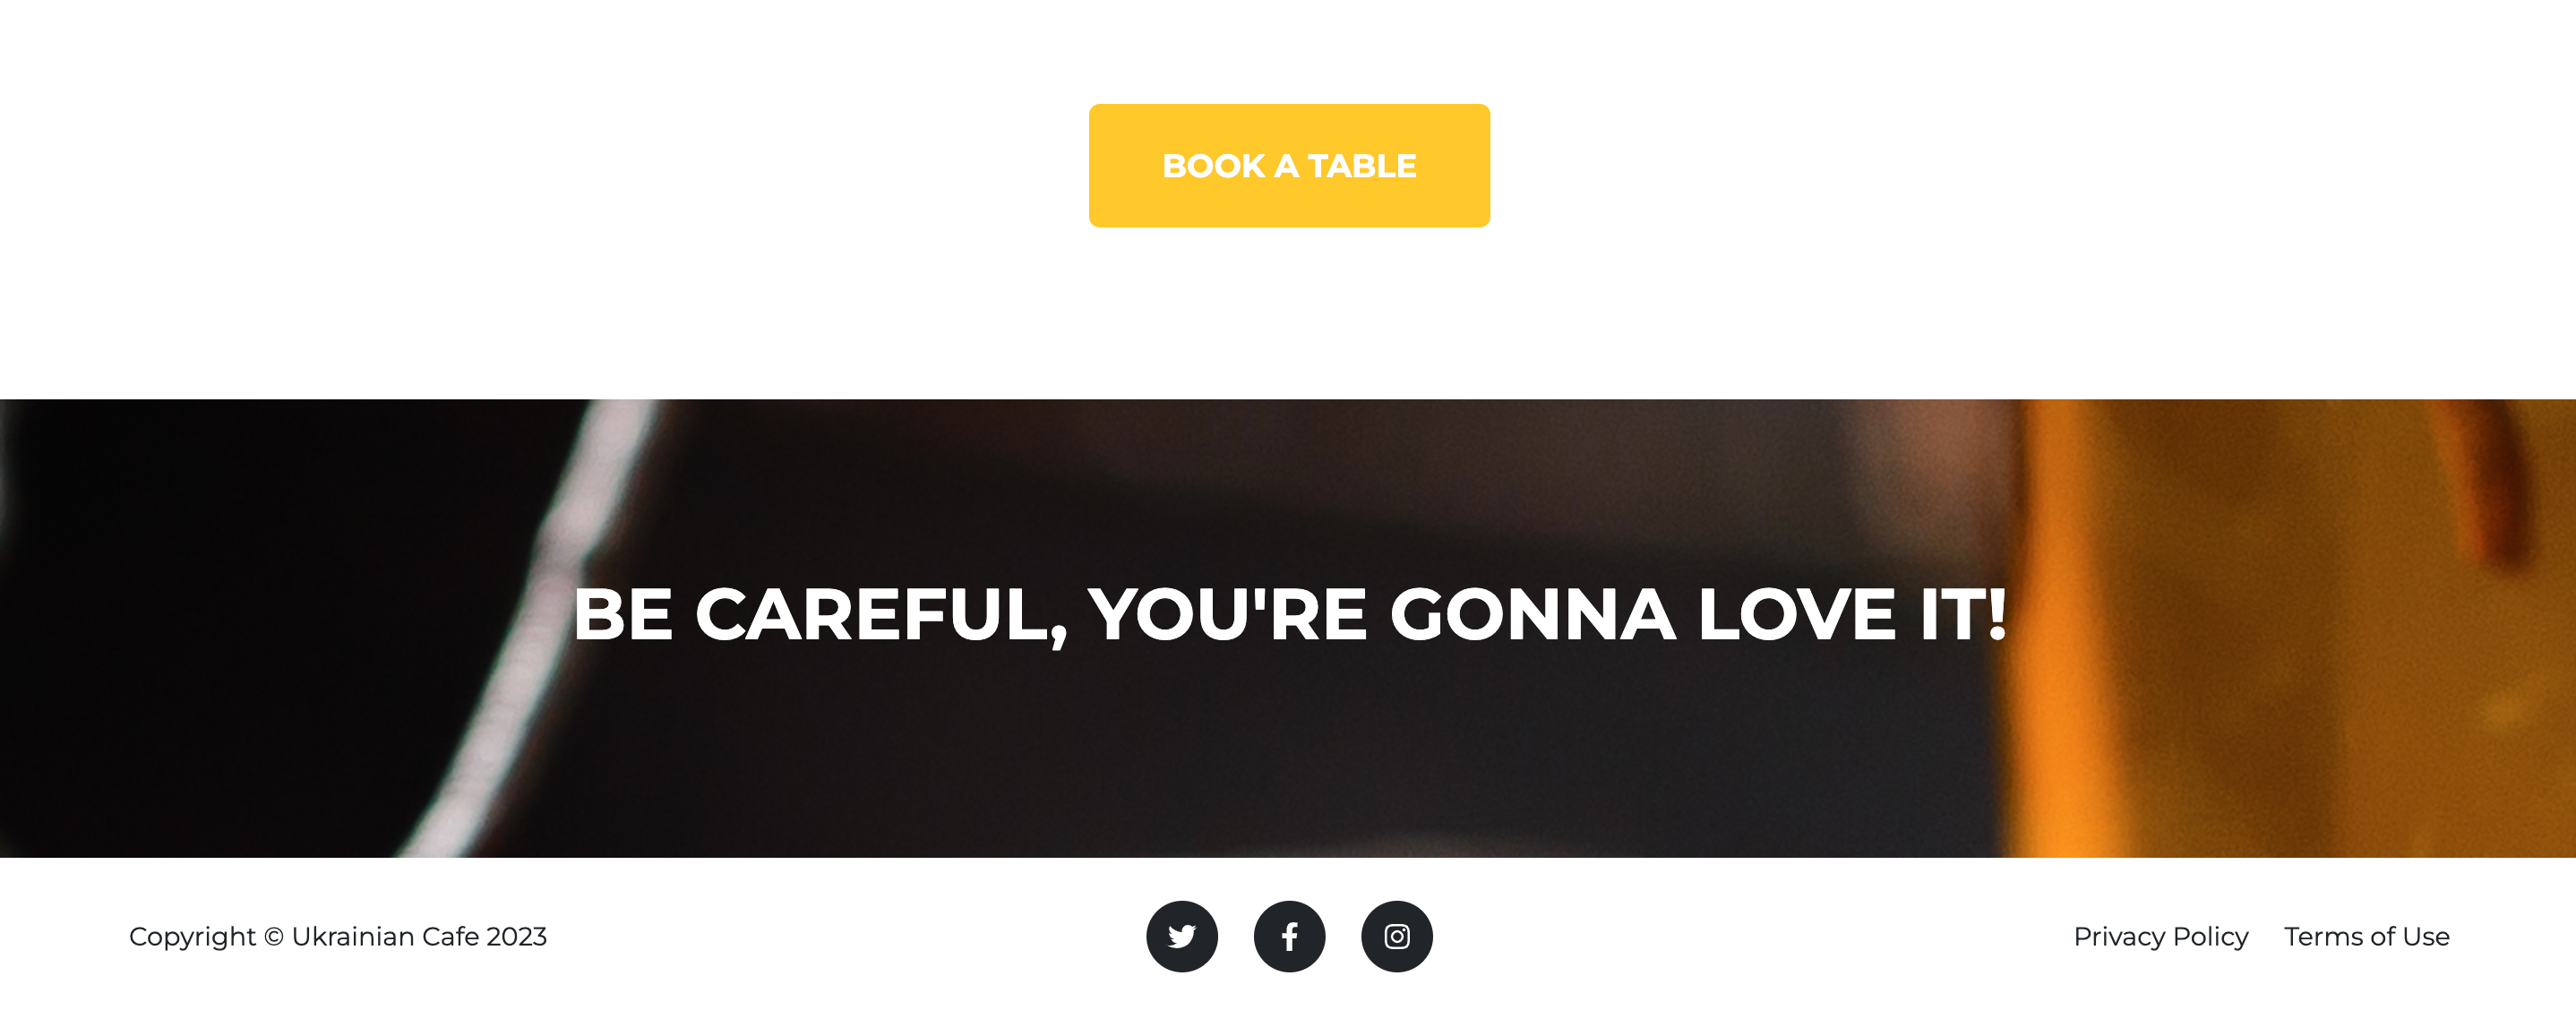 BOOK A TABLE
BE CAREFUL, YOU'RE GONNA LOVE IT!
Copyright © Ukrainian Cafe 2023
Privacy Policy
Terms of Use